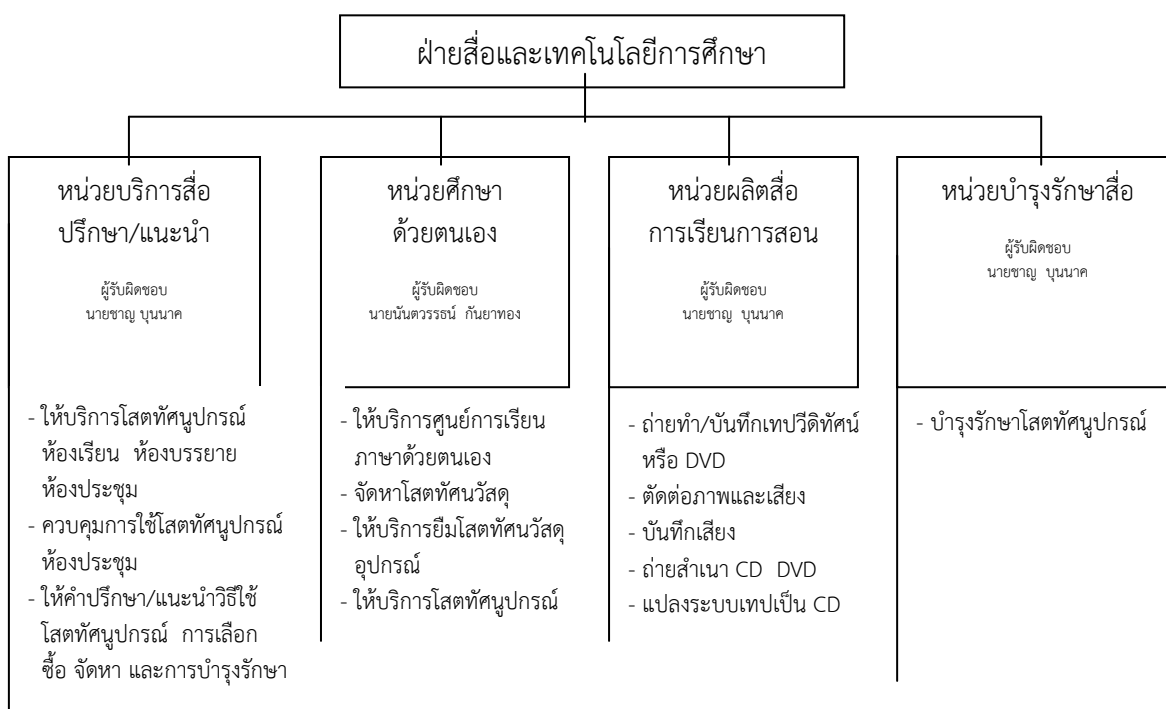 ฝ่ายสื่อและเทคโนโลยีการศึกษา
หน่วยบริการสื่อ
ปรึกษา/แนะนำ
ผู้รับผิดชอบ
นายชาญ บุนนาค
- ให้บริการโสตทัศนูปกรณ์
ห้องเรียน ห้องบรรยาย
ห้องประชุม
- ควบคุมการใช้โสตทัศนูปกรณ์
ห้องประชุม
- ให้คำปรึกษา/แนะนำวิธีใช้
โสตทัศนูปกรณ์ การเลือก
ซื้อ จัดหา และการบำรุงรักษา
หน่วยศึกษา
ด้วยตนเอง
ผู้รับผิดชอบ
นายนันตวรรธน์ กันยาทอง
- ให้บริการศูนย์การเรียน
ภาษาด้วยตนเอง
- จัดหาโสตทัศนวัสดุ
- ให้บริการยืมโสตทัศนวัสดุ
อุปกรณ์
- ให้บริการโสตทัศนูปกรณ์
หน่วยผลิตสื่อ
การเรียนการสอน
ผู้รับผิดชอบ
นายชาญ บุนนาค
- ถ่ายทำ/บันทึกเทปวีดิทัศน์
หรือ DVD
- ตัดต่อภาพและเสียง
- บันทึกเสียง
- ถ่ายสำเนา CD DVD
- แปลงระบบเทปเป็น CD
หน่วยบำรุงรักษาสื่อ
ผู้รับผิดชอบ
นายชาญ บุนนาค
- บำรุงรักษาโสตทัศนูปกรณ์